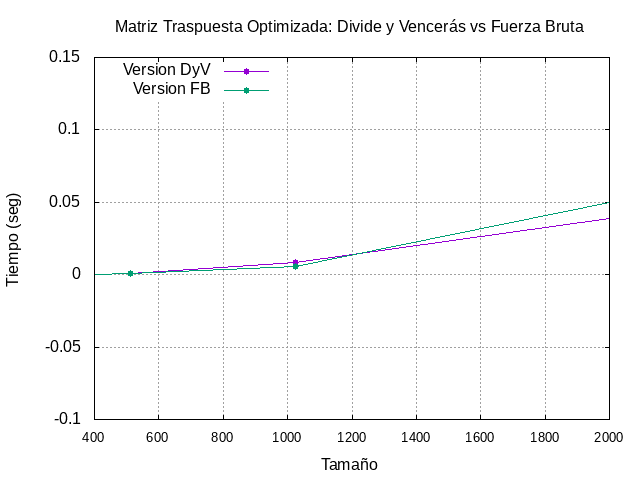 Matriz Traspuesta Optimizada: Divide y Vencerás vs Fuerza Bruta
Version DyV
Version FB
0.15
0.1
0.05
0
-0.05
-0.1
Tiempo (seg)
400 600 800 1000 1200 1400 1600 1800 2000
Tamaño